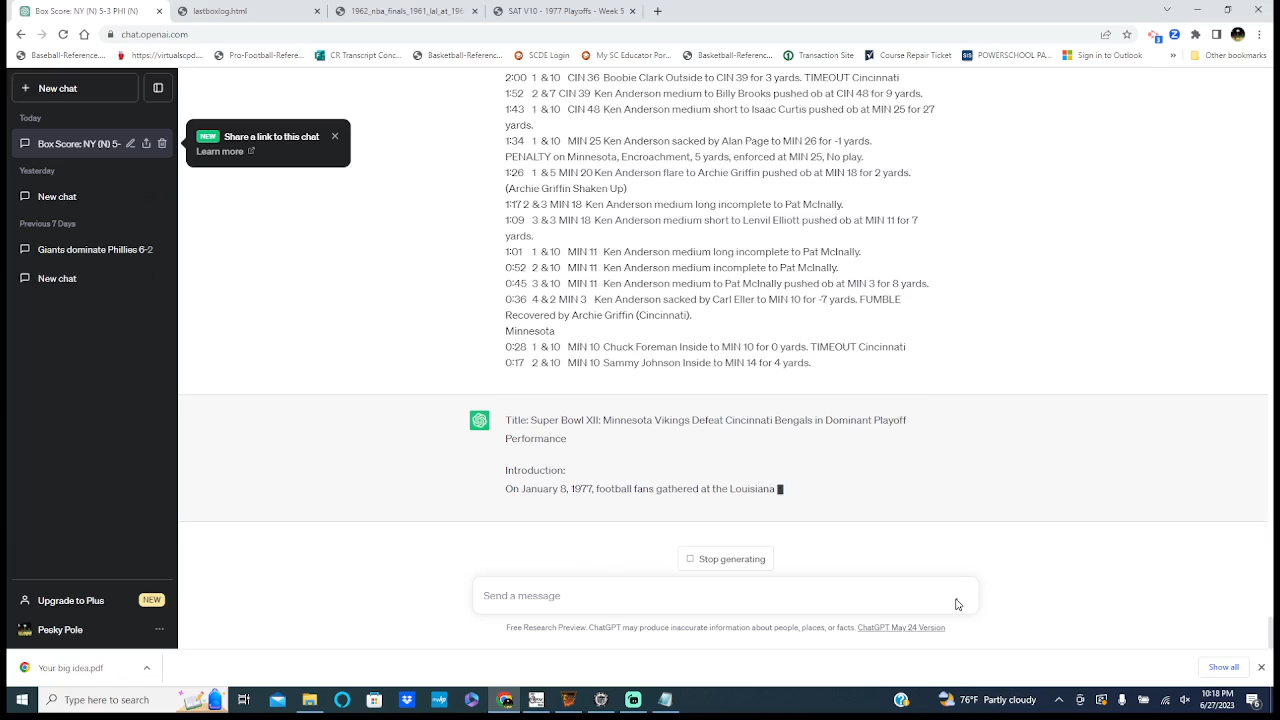 Box Score: NY (N) 5-3 PHI (N)
lastboxlog.html
1962_nba_finals_1961_lal_at_196
SAT V10 - 1977 Playoffs - Week 5
chat.openai.com
Baseball-Reference...
https://virtualscpd....
Pro-Football-Refere...
CR Transcript Conc...
Basketball-Referenc...
SCDE Login
My SC Educator Por...
Basketball-Referenc...
Transaction Site
Course Repair Ticket
POWERSCHOOL PA...
Sign in to Outlook
»
Other bookmarks
+ New chat
Today
Box Score: NY (N) 5-
Yesterday
New chat
Previous 7 Days
Giants dominate Phillies 6-2
New chat
NEW Share a link to this chat
Learn more
2:00 1 & 10 CIN 36 Boobie Clark Outside to CIN 39 for 3 yards. TIMEOUT Cincinnati
1:52 2 & 7 CIN 39 Ken Anderson medium to Billy Brooks pushed ob at CIN 48 for 9 yards.
1:43 1 & 10 CIN 48 Ken Anderson medium short to Isaac Curtis pushed ob at MIN 25 for 27
yards.
1:34 1 & 10 MIN 25 Ken Anderson sacked by Alan Page to MIN 26 for -1 yards.
PENALTY on Minnesota, Encroachment, 5 yards, enforced at MIN 25, No play.
1:26 1 & 5 MIN 20 Ken Anderson flare to Archie Griffin pushed ob at MIN 18 for 2 yards.
(Archie Griffin Shaken Up)
1:17 2 & 3 MIN 18 Ken Anderson medium long incomplete to Pat McInally.
1:09 3 & 3 MIN 18 Ken Anderson medium short to Lenvil Elliott pushed ob at MIN 11 for 7
yards.
1:01 1 & 10 MIN 11 Ken Anderson medium long incomplete to Pat McInally.
0:52 2 & 10 MIN 11 Ken Anderson medium incomplete to Pat McInally.
0:45 3 & 10 MIN 11 Ken Anderson medium to Pat McInally pushed ob at MIN 3 for 8 yards.
0:36 4 & 2 MIN 3 Ken Anderson sacked by Carl Eller to MIN 10 for -7 yards. FUMBLE
Recovered by Archie Griffin (Cincinnati).
Minnesota
0:28 1 & 10 MIN 10 Chuck Foreman Inside to MIN 10 for 0 yards. TIMEOUT Cincinnati
0:17 2 & 10 MIN 10 Sammy Johnson Inside to MIN 14 for 4 yards.
Title: Super Bowl XII: Minnesota Vikings Defeat Cincinnati Bengals in Dominant Playoff
Performance
Introduction:
On January 8, 1977, football fans gathered at the Louisiana
Stop generating
Send a message
Free Research Preview. ChatGPT may produce inaccurate information about people, places, or facts. ChatGPT May 24 Version
Upgrade to Plus NEW
Pesky Pole
Your big idea.pdf
Show all
Type here to search
76°F Partly cloudy
10:18 PM
6/27/2023